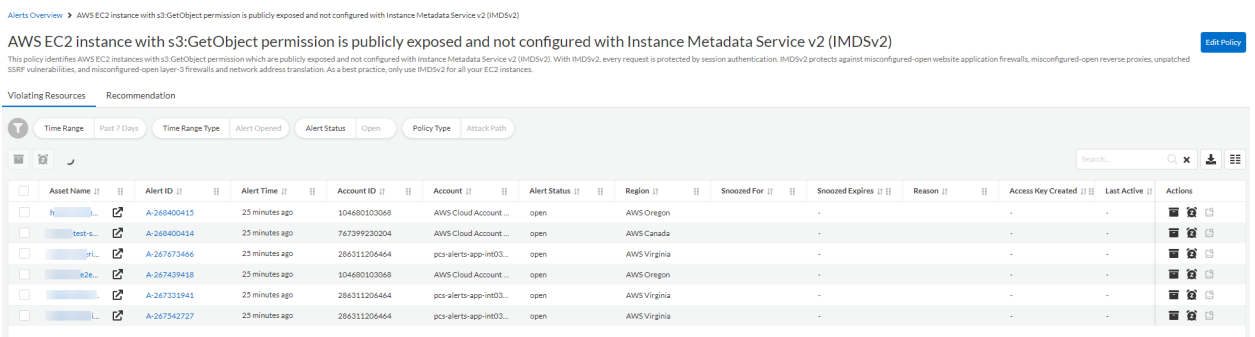 Alerts Overview > AWS EC2 instance with s3:GetObject permission is publicly exposed and not configured with Instance Metadata Service v2 (IMDSv2)
AWS EC2 instance with s3:GetObject permission is publicly exposed and not configured with Instance Metadata Service v2 (IMDSv2)
Edit Policy
This policy identifies AWS EC2 instances with s3:GetObject permission which are publicly exposed and not configured with Instance Metadata Service v2 (IMDSv2). With IMDSv2, every request is protected by session authentication. IMDSv2 protects against misconfigured-open website application firewalls, misconfigured-open reverse proxies, unpatched
SSRF vulnerabilities, and misconfigured-open layer-3 firewalls and network address translation. As a best practice, only use IMDSv2 for all your EC2 instances.
Violating Resources Recommendation
Time Range Past 7 Days Time Range Type Alert Opened Alert Status Open Policy Type Attack Path
Search...
Asset Name Alert ID Alert Time Account ID Account Alert Status Region Snoozed For Snoozed Expires Reason Access Key Created Last Active Actions
h ... A-268400415 25 minutes ago 104680103068 AWS Cloud Account ... open AWS Oregon - - -
test-s... A-268400414 25 minutes ago 767399230204 AWS Cloud Account ... open AWS Canada - - -
ri... A-267673466 25 minutes ago 286311206464 pcs-alerts-app-int03... open AWS Virginia - - -
e2e... A-267439418 25 minutes ago 104680103068 AWS Cloud Account ... open AWS Oregon - - -
A-267331941 25 minutes ago 286311206464 pcs-alerts-app-int03... open AWS Virginia - - -
i... A-267542727 25 minutes ago 286311206464 pcs-alerts-app-int03... open AWS Virginia - - -